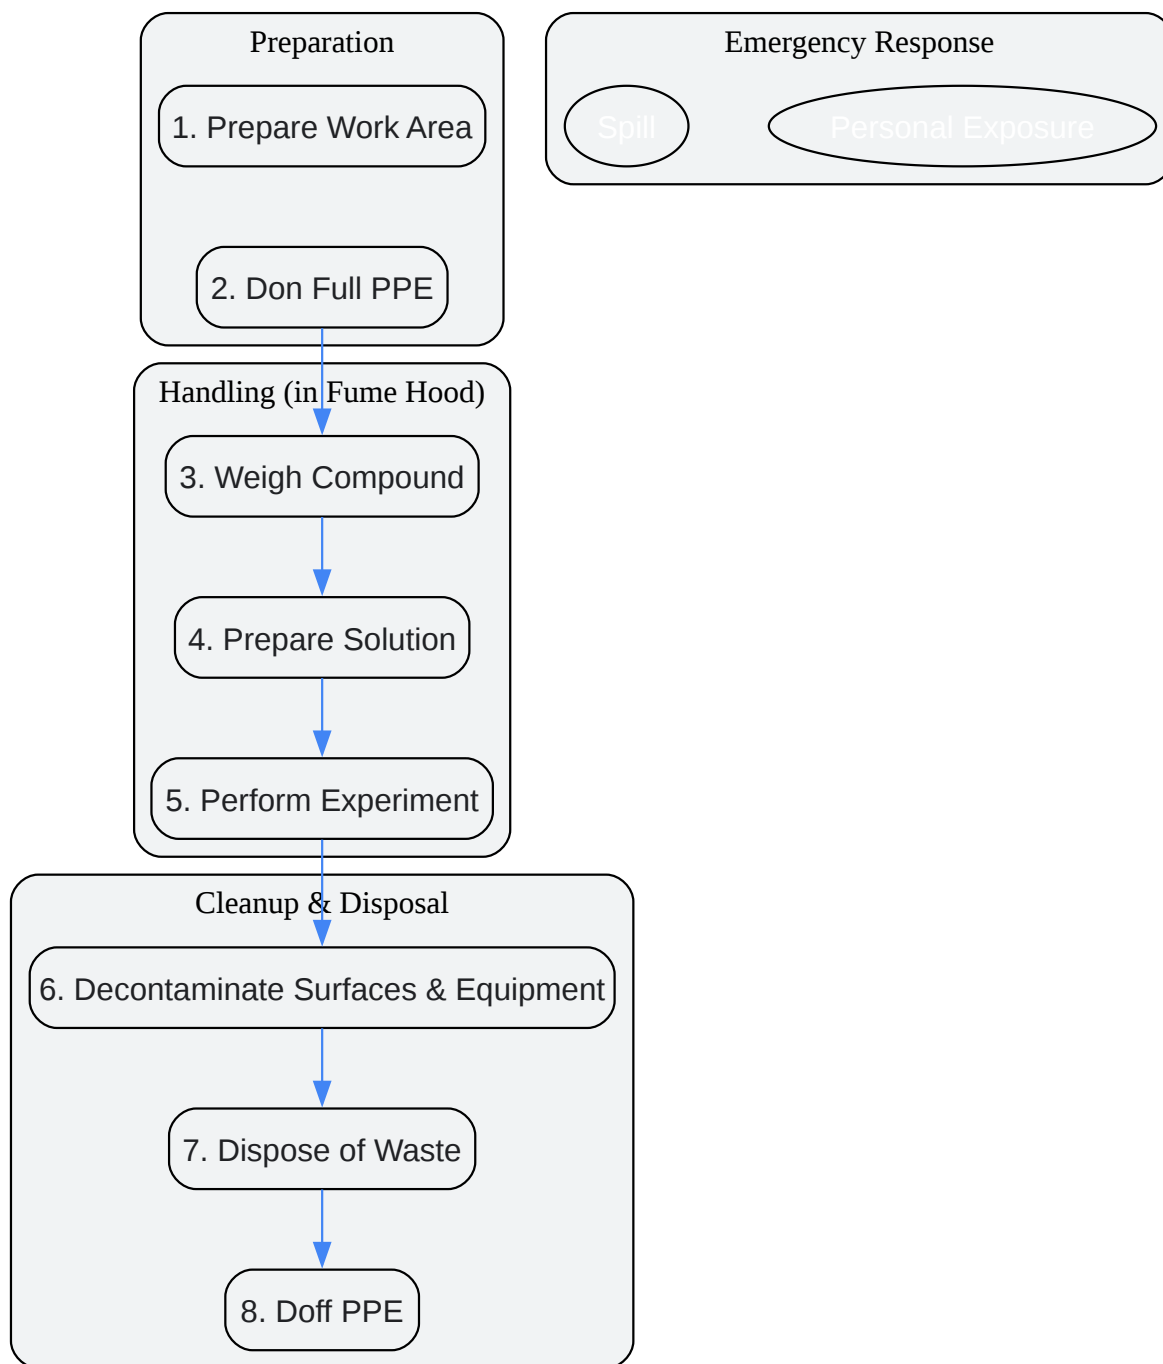 Preparation
1. Prepare Work Area
2. Don Full PPE
Emergency Response
Spill
Personal Exposure
Handling (in Fume Hood)
3. Weigh Compound
4. Prepare Solution
5. Perform Experiment
Cleanup & Disposal
6. Decontaminate Surfaces & Equipment
7. Dispose of Waste
8. Doff PPE